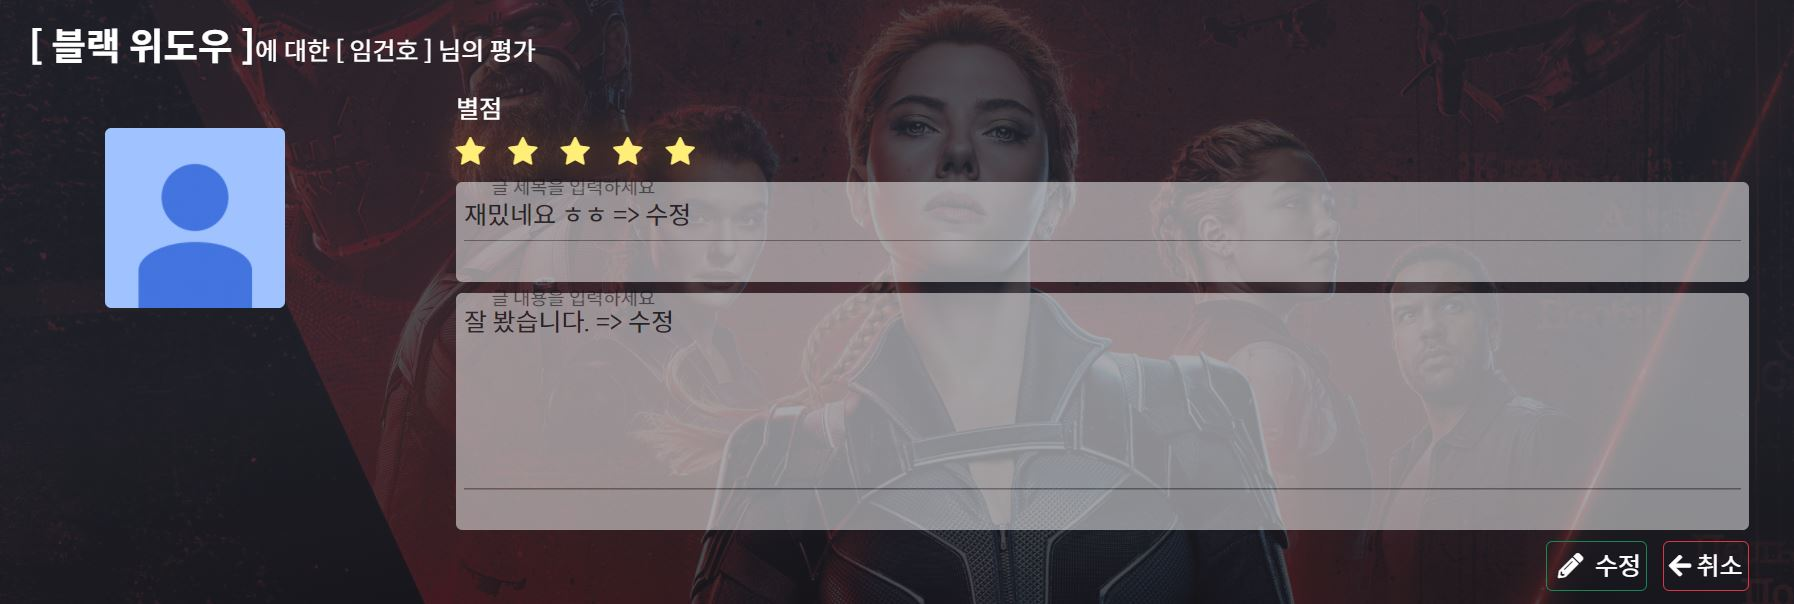 [ 블랙 위도우 ]에 대한 [ 임건호 ] 님의 평가
별점
글 제목을 입력하세요
재밌네요 ㅎㅎ => 수정
글 내용을 입력하세요
잘 봤습니다. => 수정
수정 취소